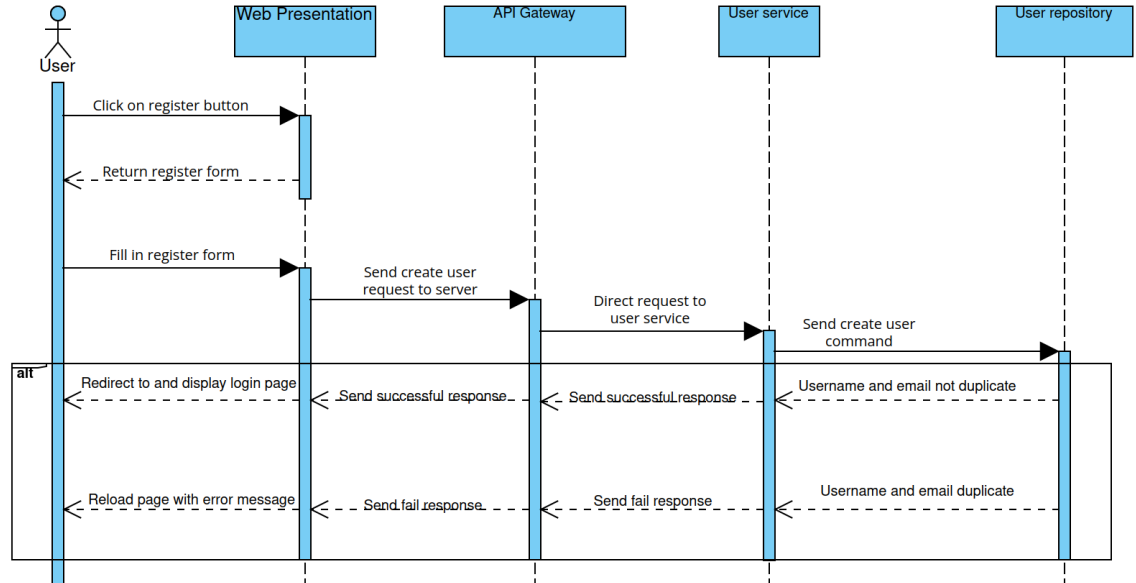 Web Presentation
API Gateway
User service
User repository
User
Click on register button
Return register form
Fill in register form
Send create user
request to server
Direct request to
user service
Send create user
command
alt
Redirect to and display login page
Send successful response
Send successful response
Username and email not duplicate
Reload page with error message
Send fail response
Send fail response
Username and email duplicate